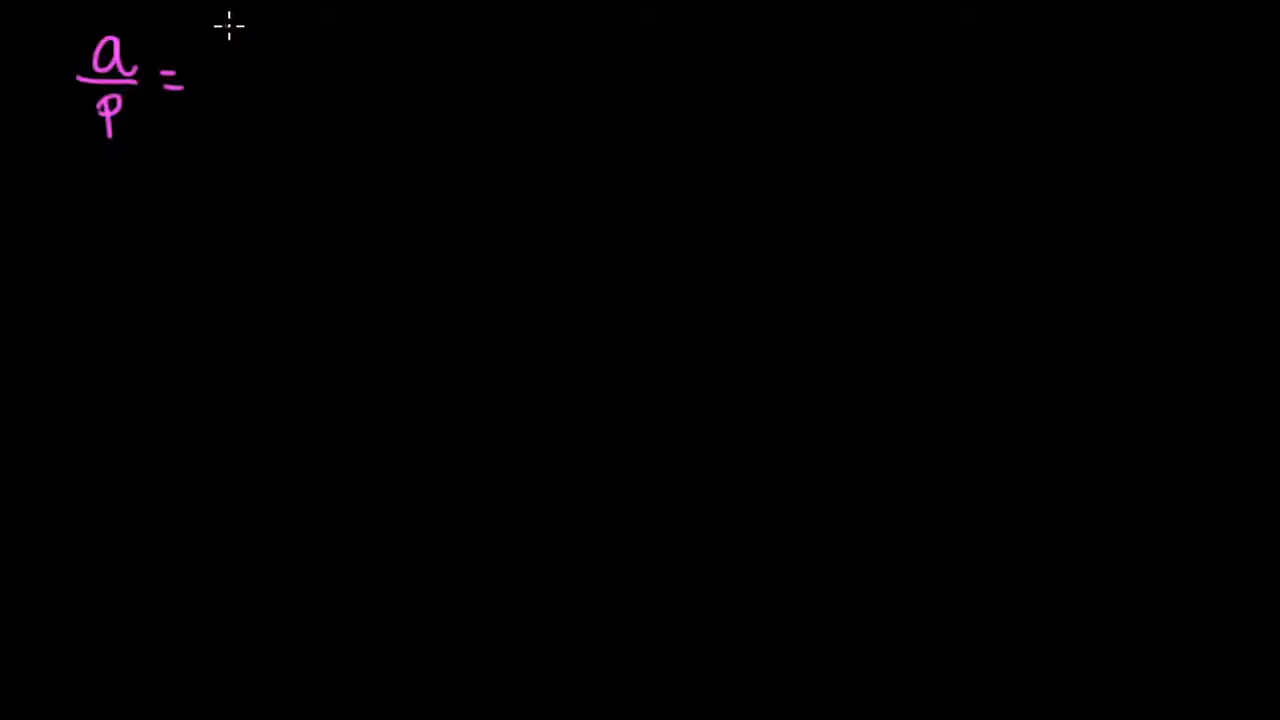 a/p =